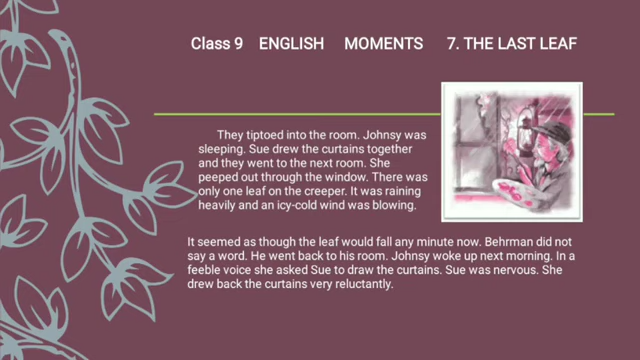 Class 9 ENGLISH MOMENTS 7. THE LAST LEAF
They tiptoed into the room. Johnsy was
sleeping. Sue drew the curtains together
and they went to the next room. She
peeped out through the window. There was
only one leaf on the creeper. It was raining
heavily and an icy-cold wind was blowing.
It seemed as though the leaf would fall any minute now. Behrman did not
say a word. He went back to his room. Johnsy woke up next morning. In a
feeble voice she asked Sue to draw the curtains. Sue was nervous. She
drew back the curtains very reluctantly.